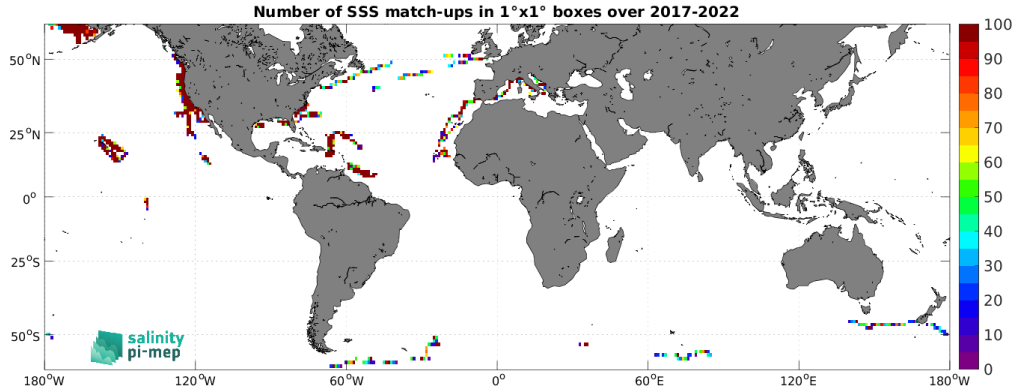 Number of SSS match-ups in 1°x1° boxes over 2017-2022
100
90
80
70
60
50
40
30
20
10
0
50°N
25°N
0°
25°S
50°S
salinity
pi-mep
180°W
120°W
60°W
0°
60°E
120°E
180°W